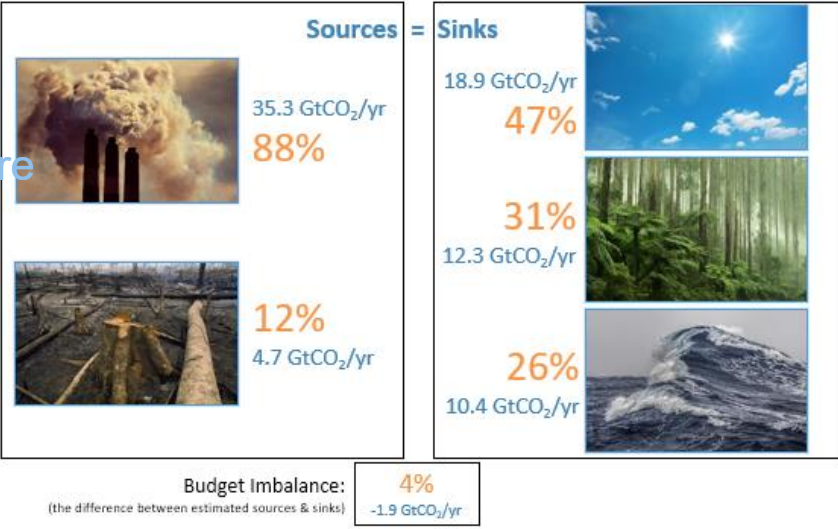 Sources = Sinks
35.3 GtCO₂/yr
88%
re
12%
4.7 GtCO₂/yr
18.9 GtCO₂/yr
47%
31%
12.3 GtCO₂/yr
26%
10.4 GtCO₂/yr
Budget Imbalance:
(the difference between estimated sources & sinks)
4%
-1.9 GtCO₂/yr